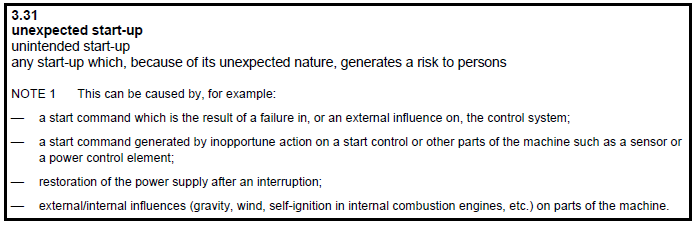 3.31
unexpected start-up
unintended start-up
any start-up which, because of its unexpected nature, generates a risk to persons
NOTE 1 This can be caused by, for example:
— a start command which is the result of a failure in, or an external influence on, the control system;
— a start command generated by inopportune action on a start control or other parts of the machine such as a sensor or
a power control element;
— restoration of the power supply after an interruption;
— external/internal influences (gravity, wind, self-ignition in internal combustion engines, etc.) on parts of the machine.